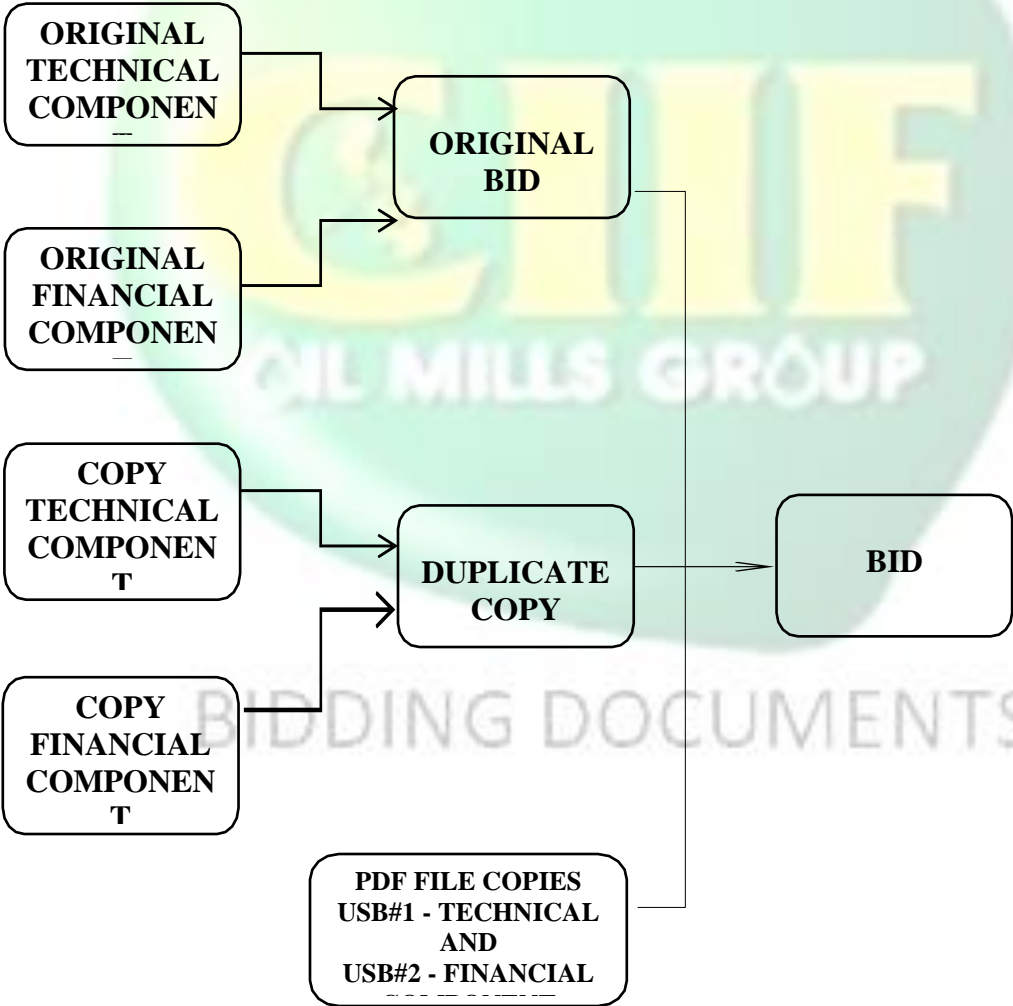 ORIGINAL
TECHNICAL
COMPONEN
ORIGINAL
FINANCIAL
COMPONEN
ORIGINAL
BID
COPY
TECHNICAL
COMPONEN
T
DUPLICATE
COPY
BID
COPY
FINANCIAL
COMPONEN
T
PDF FILE COPIES
USB#1 - TECHNICAL
AND
USB#2 - FINANCIAL
CIIF
OIL MILLS GROUP
BIDDING DOCUMENTS